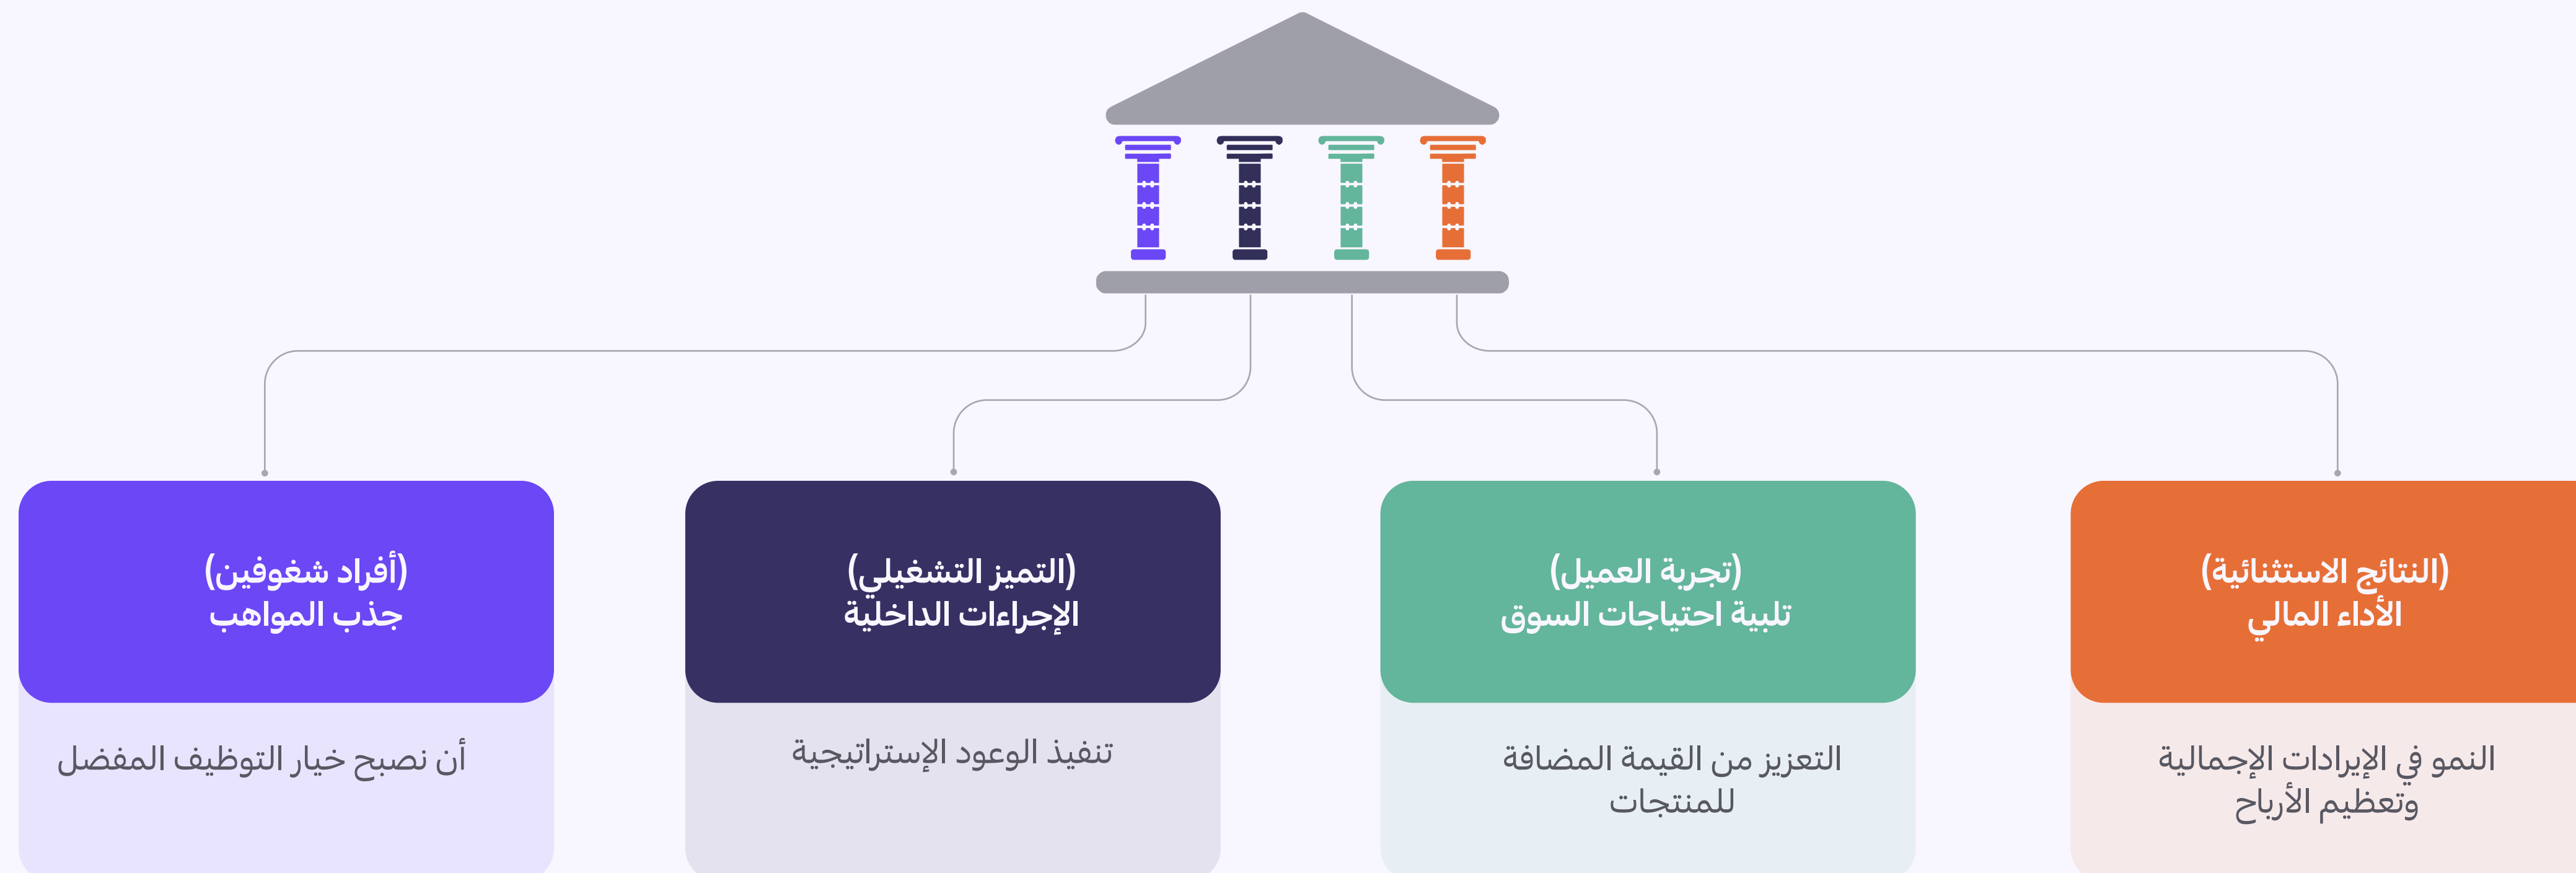 (النتائج الاستثنائية)
الأداء المالي
النمو في الإيرادات الإجمالية
وتعظيم الأرباح
(تجربة العميل)
تلبية احتياجات السوق
التعزيز من القيمة المضافة
للمنتجات
(التميز التشغيلي)
الإجراءات الداخلية
تنفيذ الوعود الإستراتيجية
(أفراد شغوفين)
جذب المواهب
أن نصبح خيار التوظيف المفضل